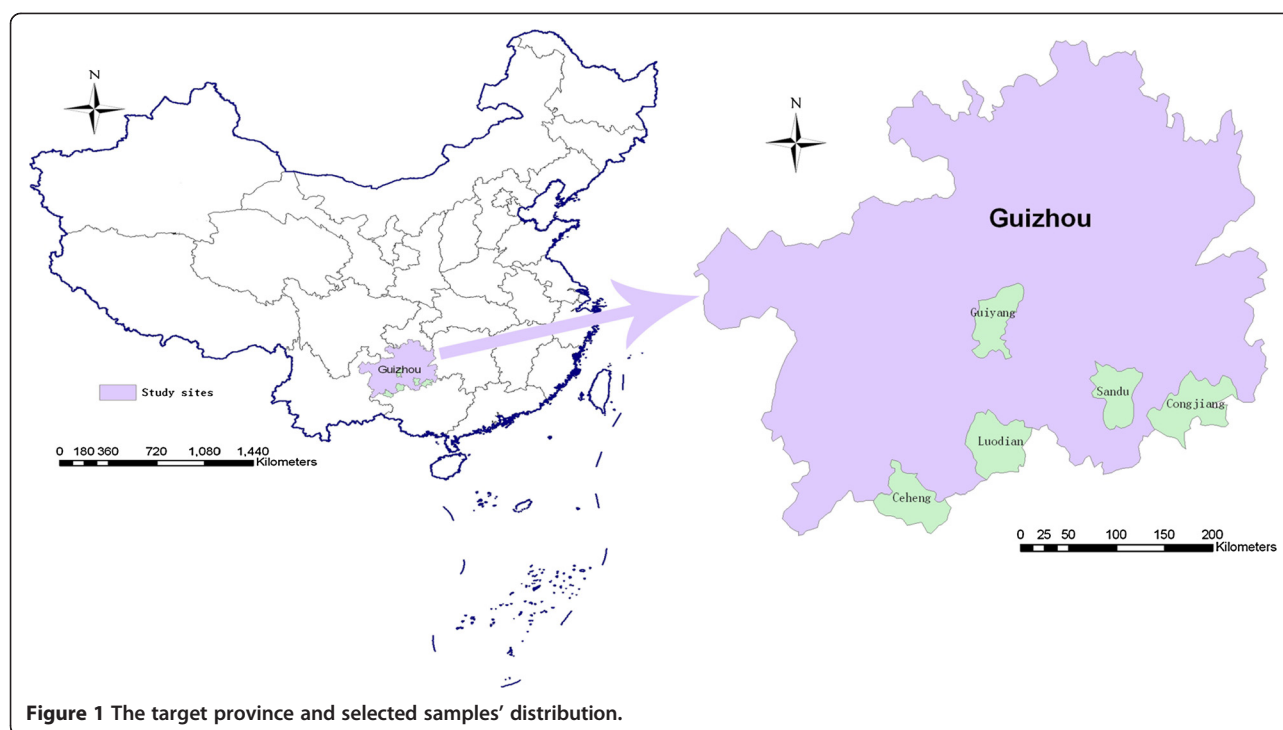 N
Guizhou
Study sites
0 180 360 720 1,080 1,440
Kilometers
N
Guizhou
Guiyang
Sandu
Congjiang
Luodian
Ceheng
0 25 50 100 150 200
Kilometers
Figure 1 The target province and selected samples’ distribution.